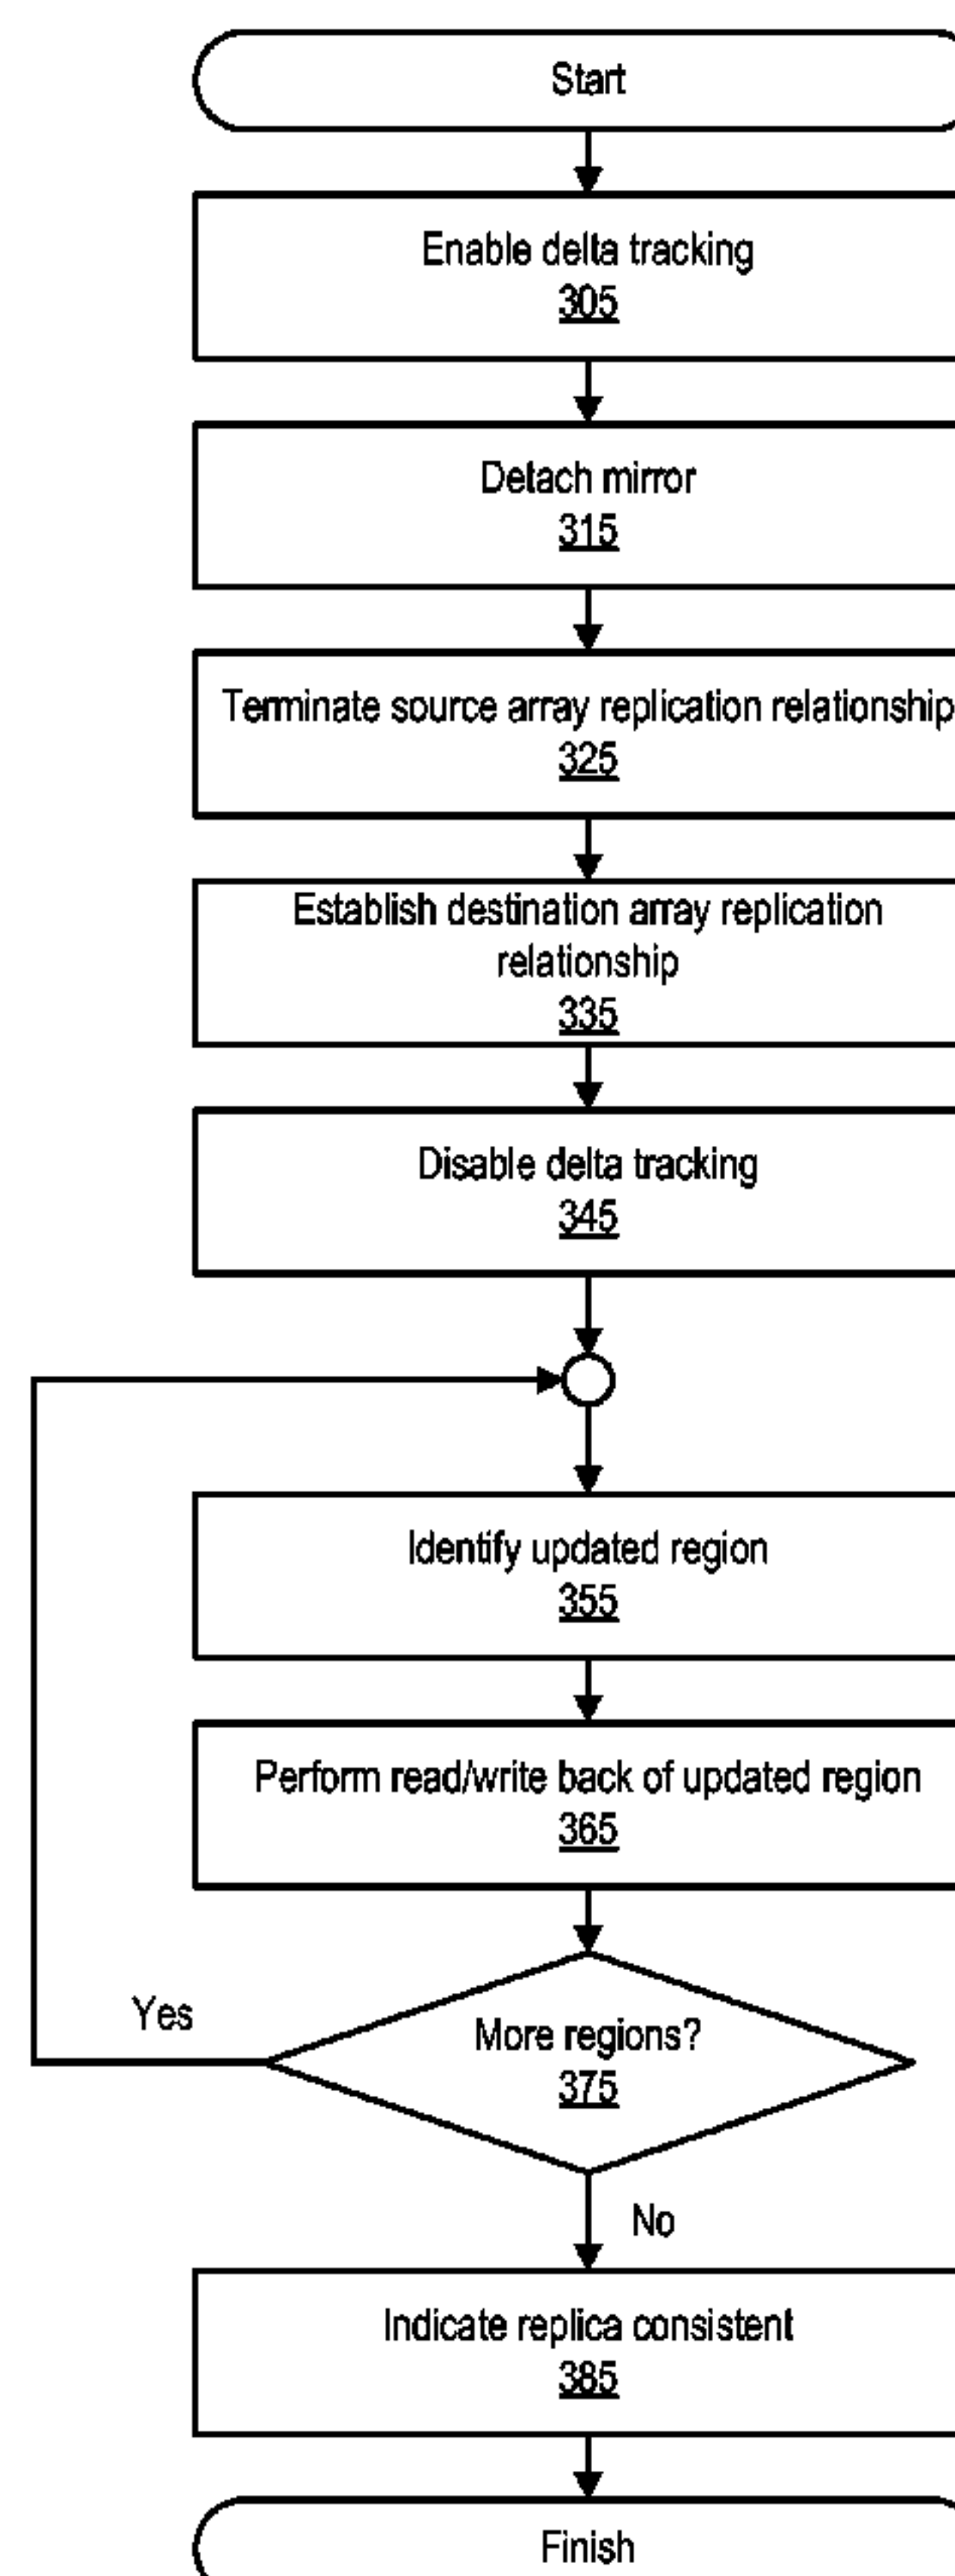 Start
Enable delta tracking
305
Detach mirror
315
Terminate source array replication relationship
325
Establish destination array replication
relationship
335
Disable delta tracking
345
Identify updated region
355
Perform read/write back of updated region
365
Yes
More regions?
375
No
Indicate replica consistent
385
Finish